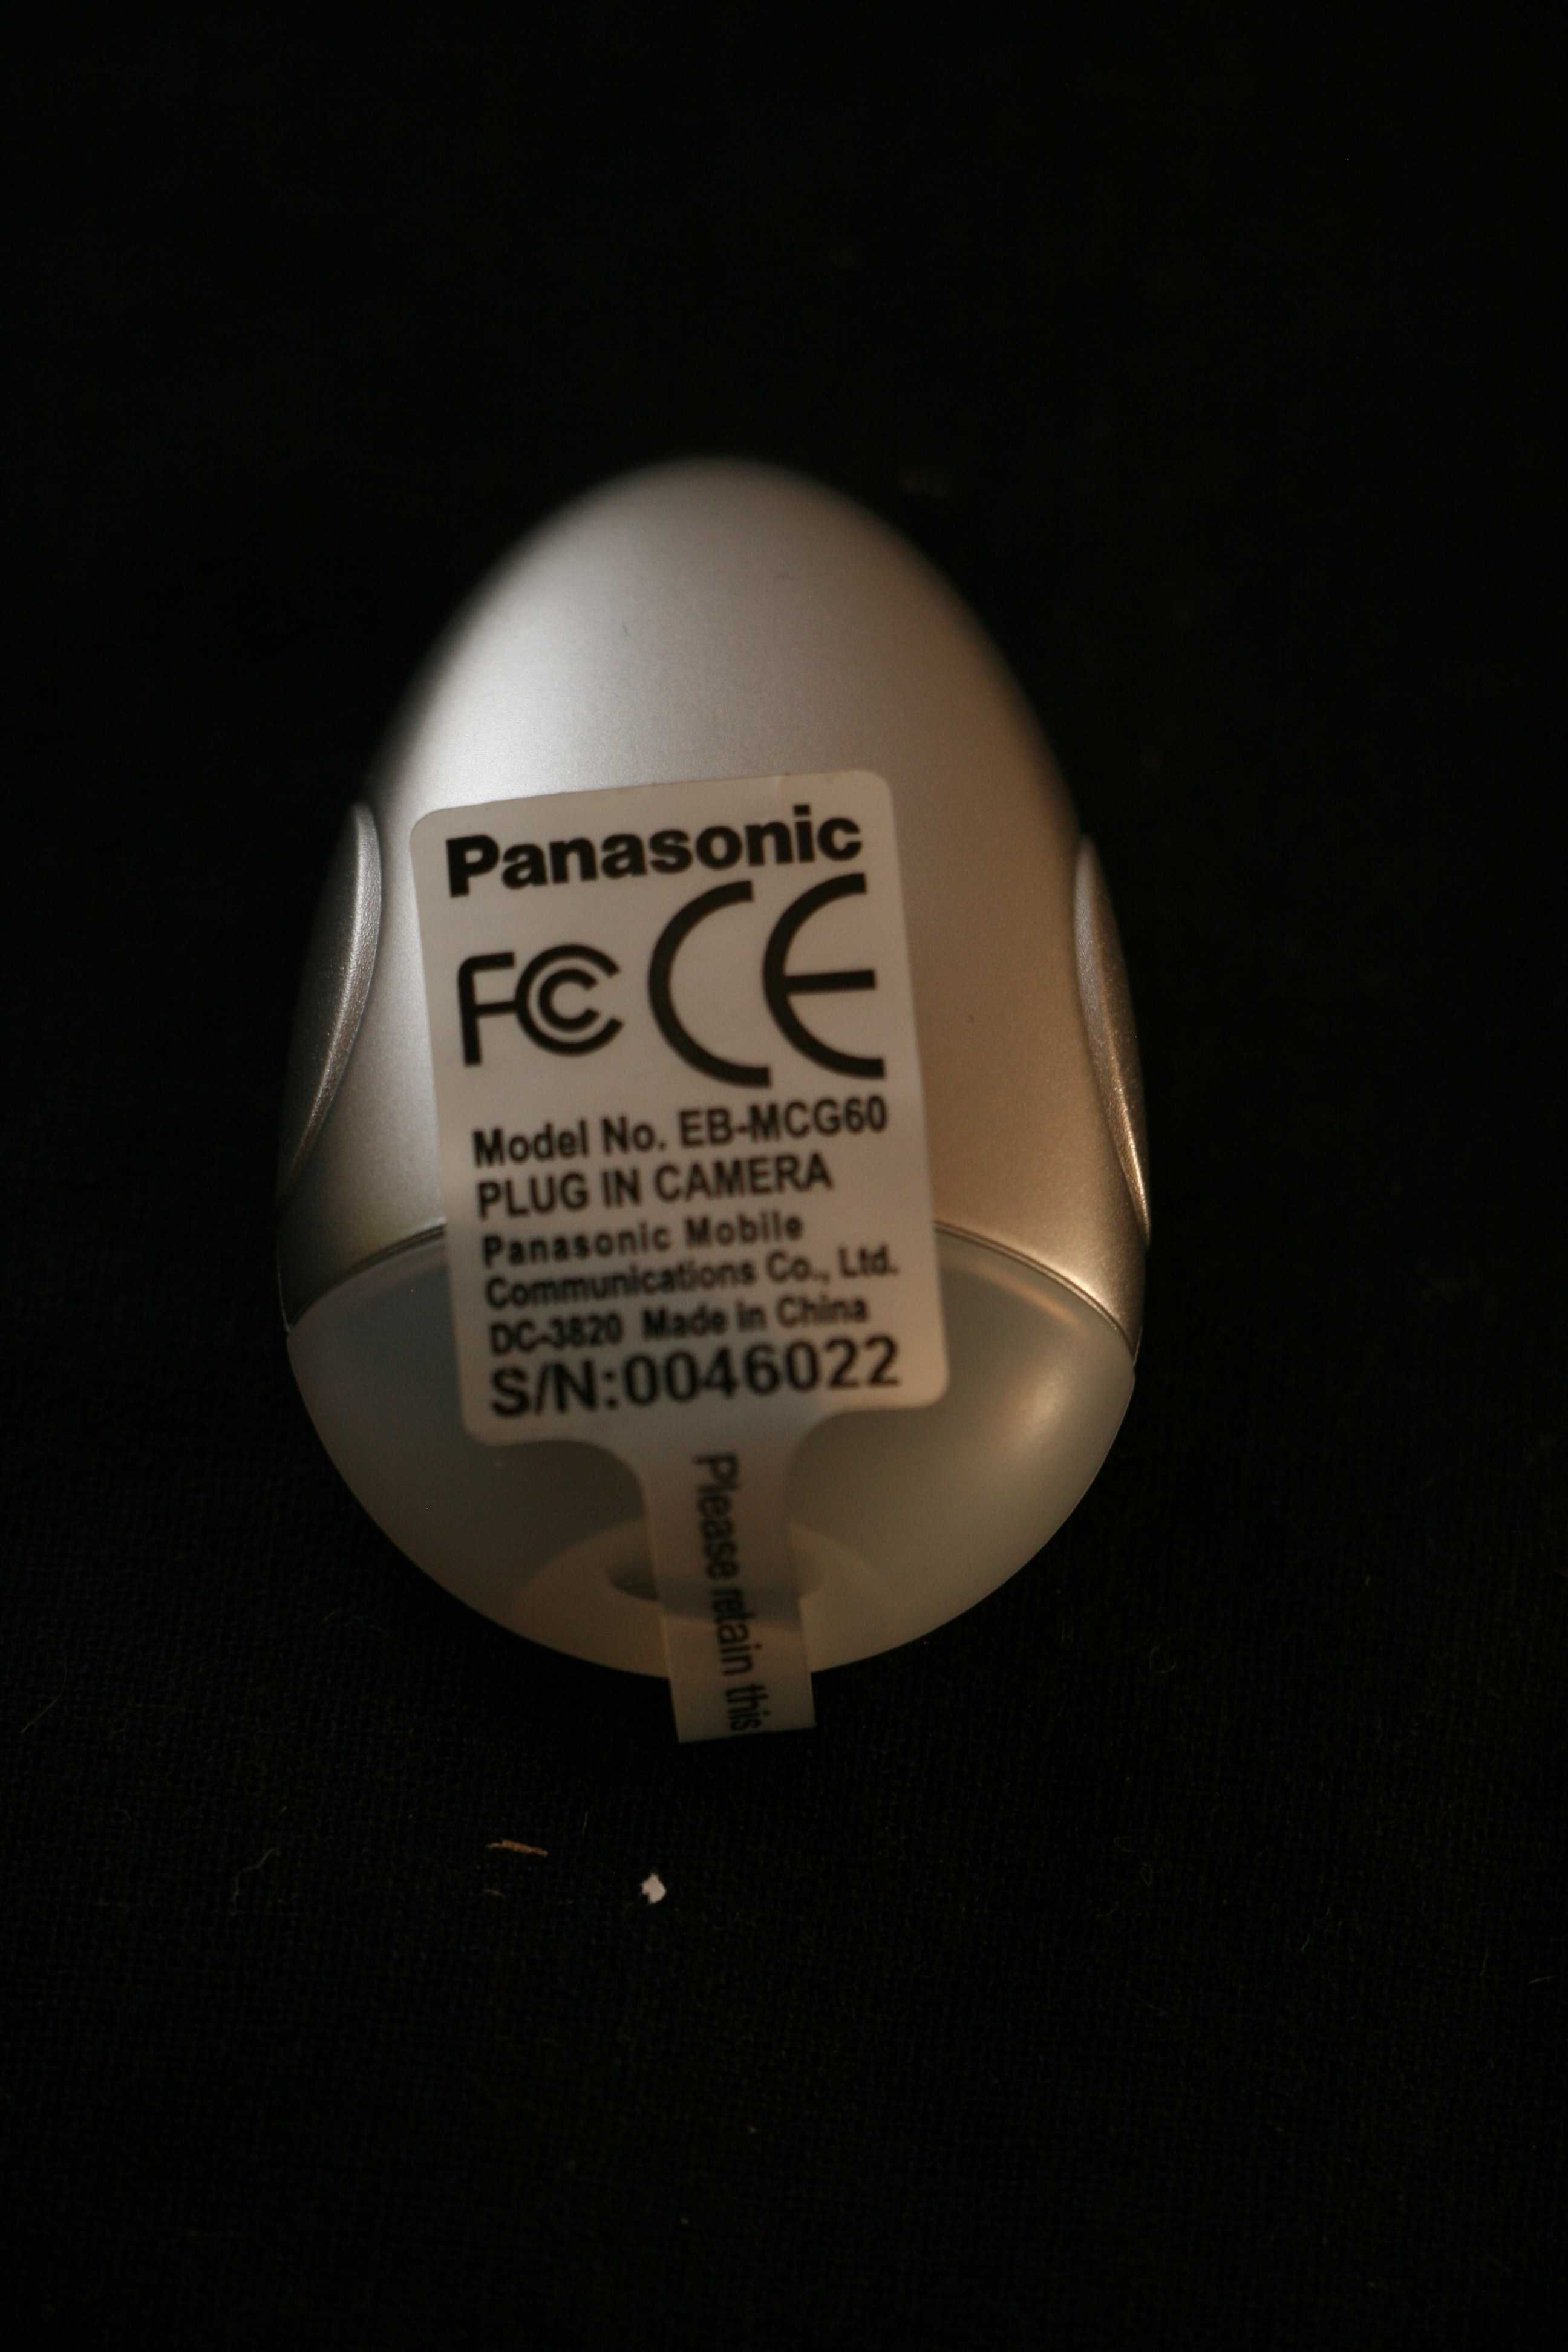 Panasonic
FC CE
Model No. EB-MCG60
PLUG IN CAMERA
Panasonic Mobile
Communications Co., Ltd.
DC-3820 Made in China
S/N:0046022
Please retain this